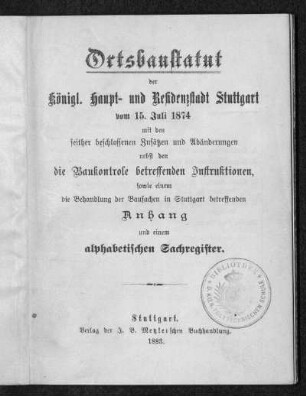 Ortsbaustatut
der
Königl. Haupt- und Residenzstadt Stuttgart
vom 15. Juli 1874
mit den
seither beschlossenen Zusätzen und Abänderungen
nebst den
die Baukontrole betreffenden Instruktionen,
sowie einem
die Behandlung der Bausachen in Stuttgart betreffenden
Anhang
und einem
alphabetischen Sachregister.
Stuttgart.
Verlag der J. B. Metzler'schen Buchhandlung.
1883.
BIBLIOTHEK